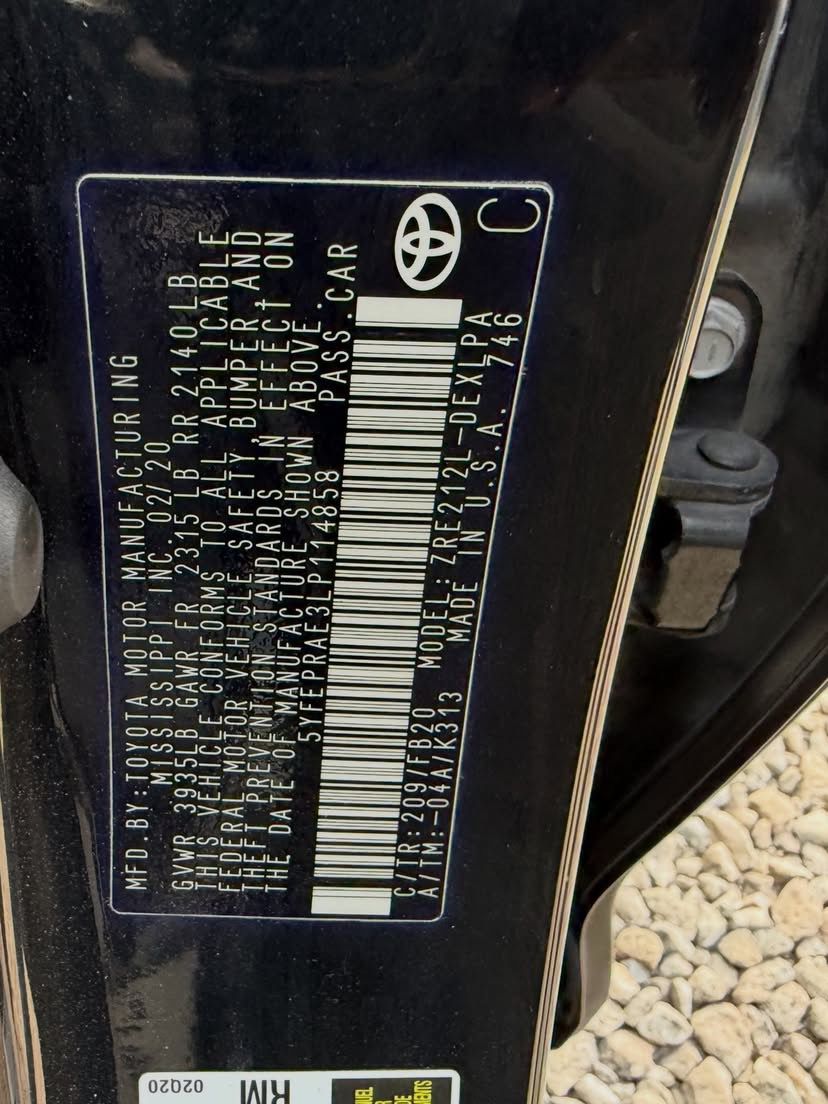 MFD.BY:TOYOTA MOTOR MANUFACTURING
MISSISSIPPI INC.02/20
GVWR 3935LB GAWR FR 2315 LB RR 2140LB
THIS VEHICLE CONFORMS TO ALL APPLICABLE
FEDERAL MOTOR VEHICLE SAFETY, BUMPER, AND
THEFT PREVENTION STANDARDS IN EFFECT ON
THE DATE OF MANUFACTURE SHOWN ABOVE.
5YFEPRAE3LP114858 PASS.CAR
C/TR:209/FB20 MODEL:ZRE212L-DEXLPA
A/TM:-04A/K313 MADE IN U.S.A. 746
C
02Q20
RM